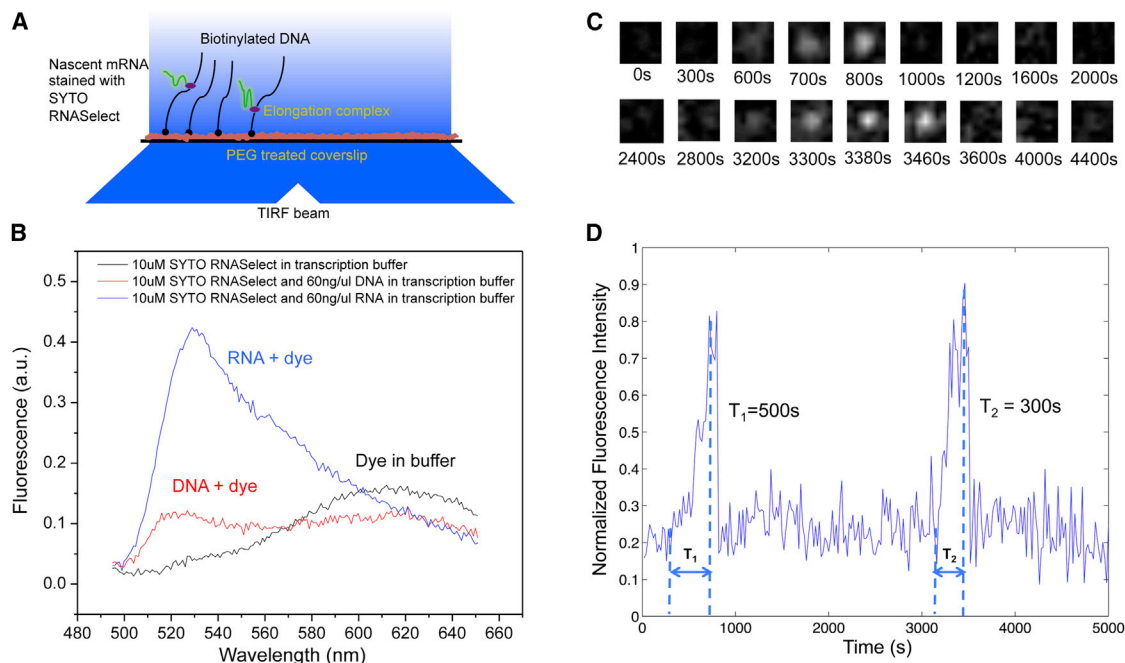 A
Biotinylated DNA
Nascent mRNA
stained with
SYTO
RNASelect
Elongation complex
PEG treated coverslip
TIRF beam
B
10uM SYTO RNASelect in transcription buffer
10uM SYTO RNASelect and 60ng/ul DNA in transcription buffer
10uM SYTO RNASelect and 60ng/ul RNA in transcription buffer
RNA + dye
Dye in buffer
DNA + dye
Fluorescence (a.u.)
0.5
0.4
0.3
0.2
0.1
0.0
480 500 520 540 560 580 600 620 640 660
Wavelength (nm)
C
0s 300s 600s 700s 800s 1000s 1200s 1600s 2000s
2400s 2800s 3200s 3300s 3380s 3460s 3600s 4000s 4400s
D
Normalized Fluorescence Intensity
1
0.9
0.8
0.7
0.6
0.5
0.4
0.3
0.2
0.1
T₁=500s
T₂ = 300s
T₁
T₂
0 1000 2000 3000 4000 5000
Time (s)